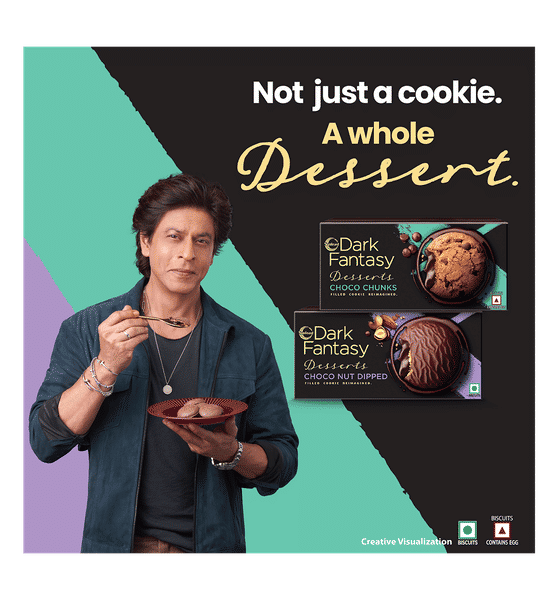 Not just a cookie.
A whole
Dessert.
Dark
Fantasy
Desserts
CHOCO CHUNKS
FILLED COOKIE REIMAGINED.
Dark
Fantasy
Desserts
CHOCO NUT DIPPED
FILLED COOKIE REIMAGINED.
BISCUITS
Creative Visualization
BISCUITS
CONTAINS EGG